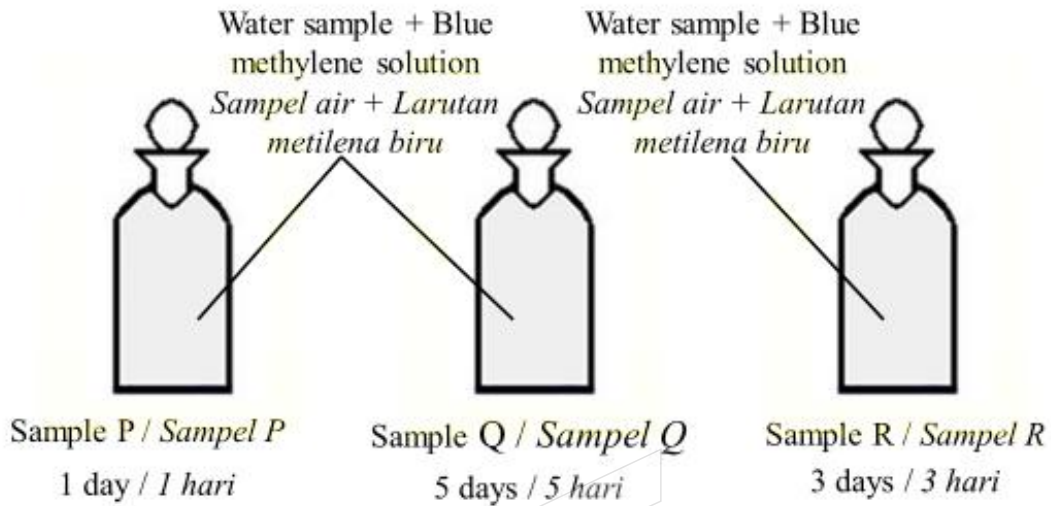 Water sample + Blue
methylene solution
Sampel air + Larutan
metilena biru
Water sample + Blue
methylene solution
Sampel air + Larutan
metilena biru
Sample P / Sampel P
1 day / 1 hari
Sample Q / Sampel Q
5 days / 5 hari
Sample R / Sampel R
3 days / 3 hari